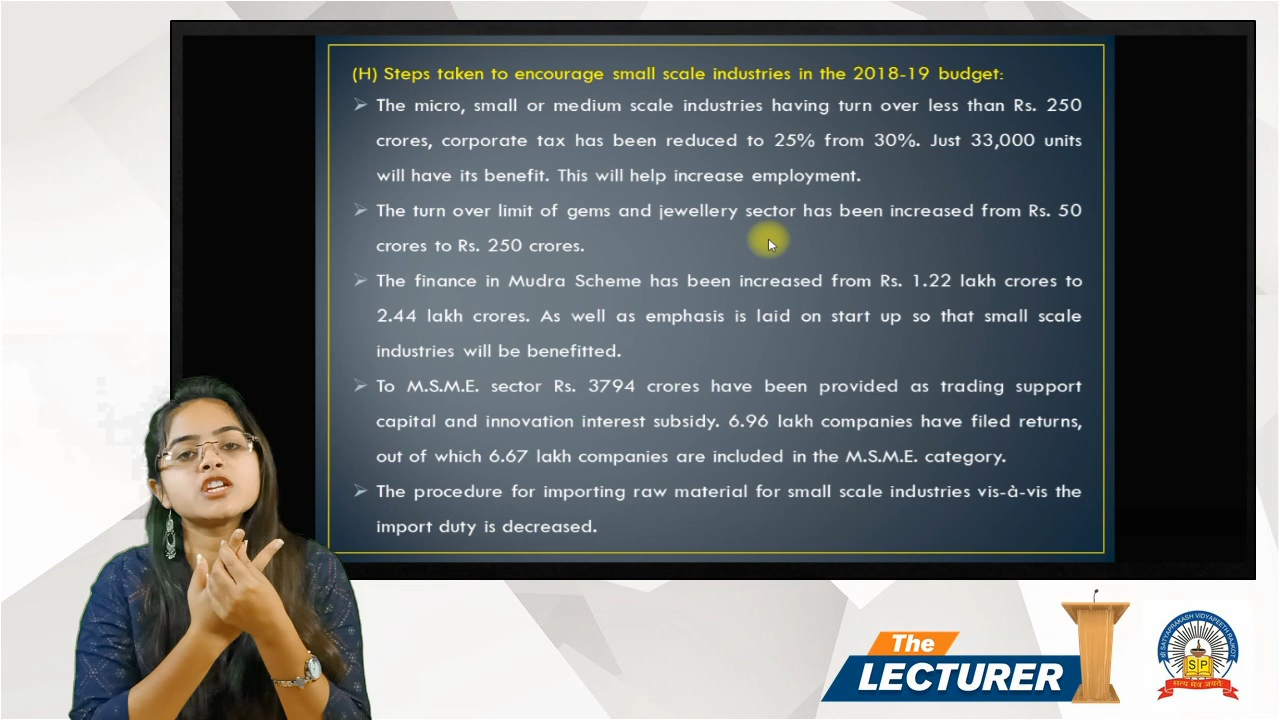 (H) Steps taken to encourage small scale industries in the 2018-19 budget:
➢ The micro, small or medium scale industries having turn over less than Rs. 250
crores, corporate tax has been reduced to 25% from 30%. Just 33,000 units
will have its benefit. This will help increase employment.
➢ The turn over limit of gems and jewellery sector has been increased from Rs. 50
crores to Rs. 250 crores.
➢ The finance in Mudra Scheme has been increased from Rs. 1.22 lakh crores to
2.44 lakh crores. As well as emphasis is laid on start up so that small scale
industries will be benefitted.
➢ To M.S.M.E. sector Rs. 3794 crores have been provided as trading support
capital and innovation interest subsidy. 6.96 lakh companies have filed returns,
out of which 6.67 lakh companies are included in the M.S.M.E. category.
➢ The procedure for importing raw material for small scale industries vis-à-vis the
import duty is decreased.
The
LECTURER
SATYAPRAKASH VIDYAPEETH RAJKOT
SP
सत्य मेव जयते